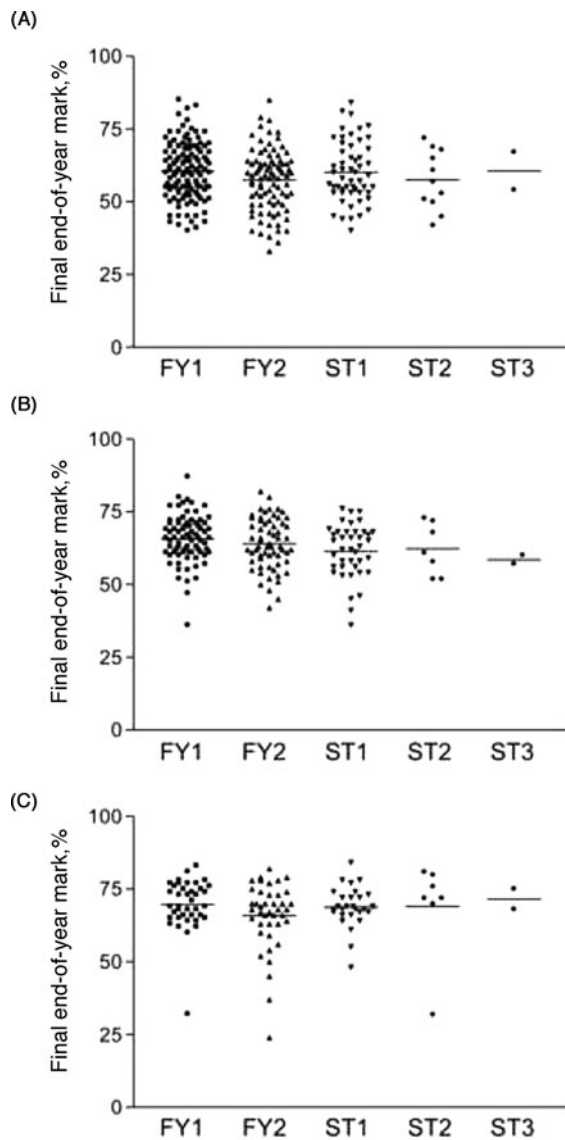 (A)
Final end-of-year mark,%
100
75
50
25
0
FY1 FY2 ST1 ST2 ST3
(B)
Final end-of-year mark,%
100
75
50
25
0
FY1 FY2 ST1 ST2 ST3
(C)
Final end-of-year mark,%
100
75
50
25
0
FY1 FY2 ST1 ST2 ST3